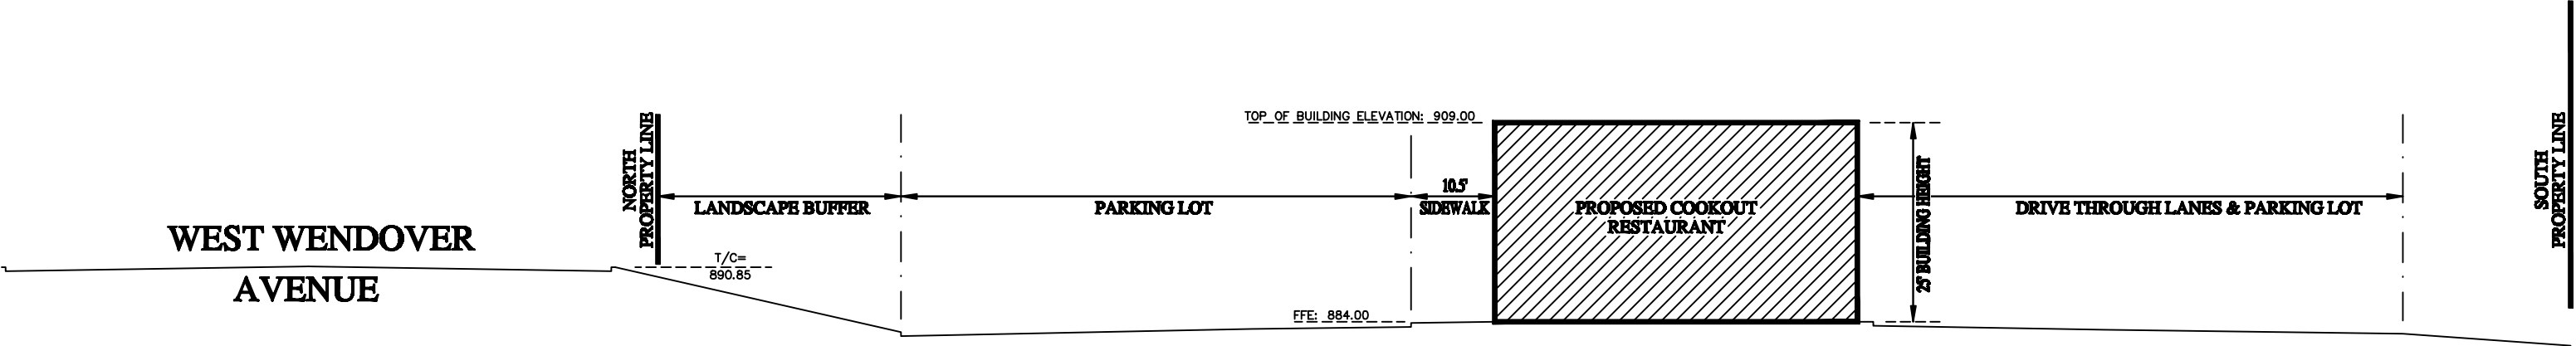 WEST WENDOVER
AVENUE
NORTH
PROPERTY LINE
T/C=
890.85
LANDSCAPE BUFFER
PARKING LOT
TOP OF BUILDING ELEVATION: 909.00
FFE: 884.00
10.5'
SIDEWALK
PROPOSED COOKOUT
RESTAURANT
25' BUILDING HEIGHT
DRIVE THROUGH LANES & PARKING LOT
SOUTH
PROPERTY LINE